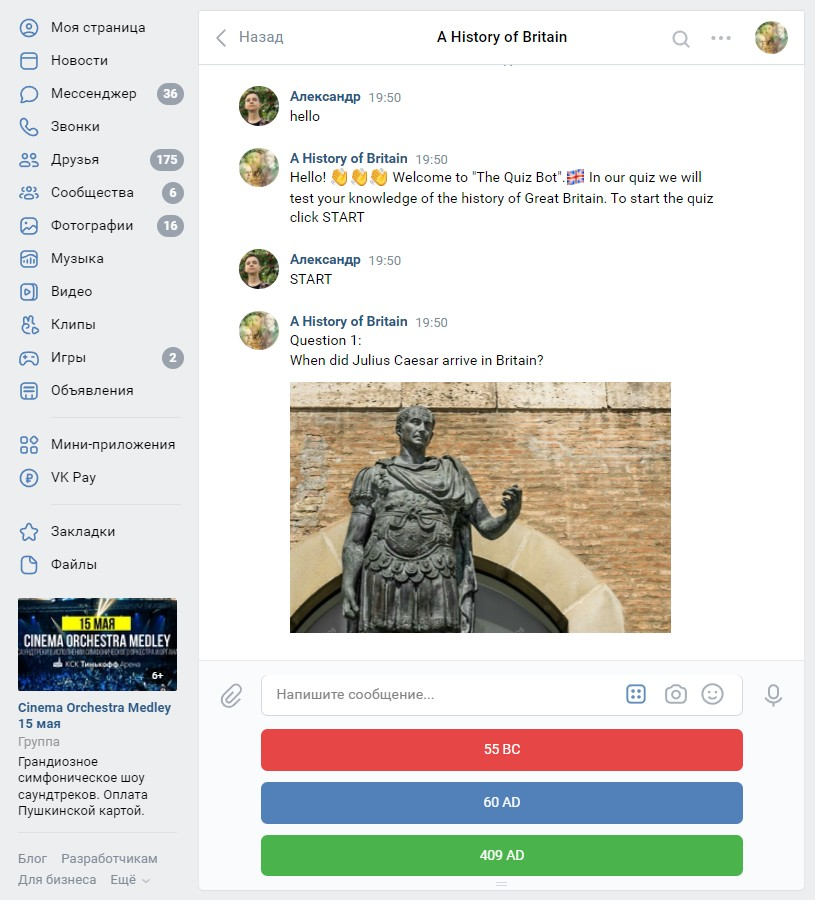 Моя страница
Новости
Мессенджер 36
Звонки
Друзья 175
Сообщества 6
Фотографии 16
Музыка
Видео
Клипы
Игры 2
Объявления
Мини-приложения
VK Pay
Закладки
Файлы
15 МАЯ
CINEMA ORCHESTRA MEDLEY
КСК Тинькофф Арена
6+
Cinema Orchestra Medley
15 мая
Группа
Грандиозное
симфоническое шоу
саундтреков. Оплата
Пушкинской картой.
Блог Разработчикам
Для бизнеса Ещё
Назад
A History of Britain
Александр 19:50
hello
A History of Britain 19:50
Hello! 👏👏👏 Welcome to "The Quiz Bot".🇬🇧 In our quiz we will
test your knowledge of the history of Great Britain. To start the quiz
click START
Александр 19:50
START
A History of Britain 19:50
Question 1:
When did Julius Caesar arrive in Britain?
Напишите сообщение...
55 BC
60 AD
409 AD